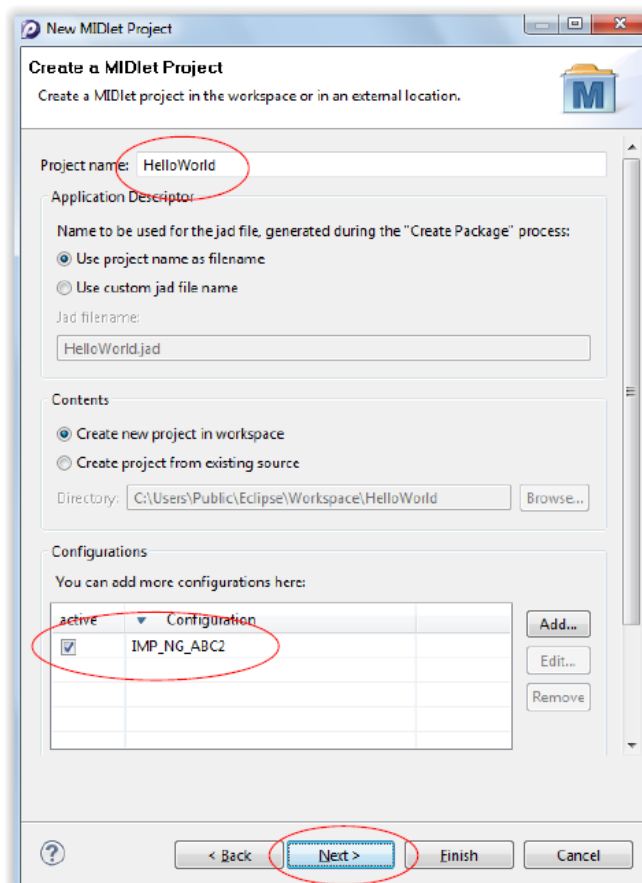 New MIDlet Project
Create a MIDlet Project
Create a MIDlet project in the workspace or in an external location.
M
Project name: HelloWorld
Application Descriptor
Name to be used for the jad file, generated during the "Create Package" process:
Use project name as filename
Use custom jad file name
Jad filename:
HelloWorld.jad
Contents
Create new project in workspace
Create project from existing source
Directory: C:\Users\Public\Eclipse\Workspace\HelloWorld Browse...
Configurations
You can add more configurations here:
active Configuration Add...
IMP_NG_ABC2
Edit...
Remove
? < Back Next > Finish Cancel